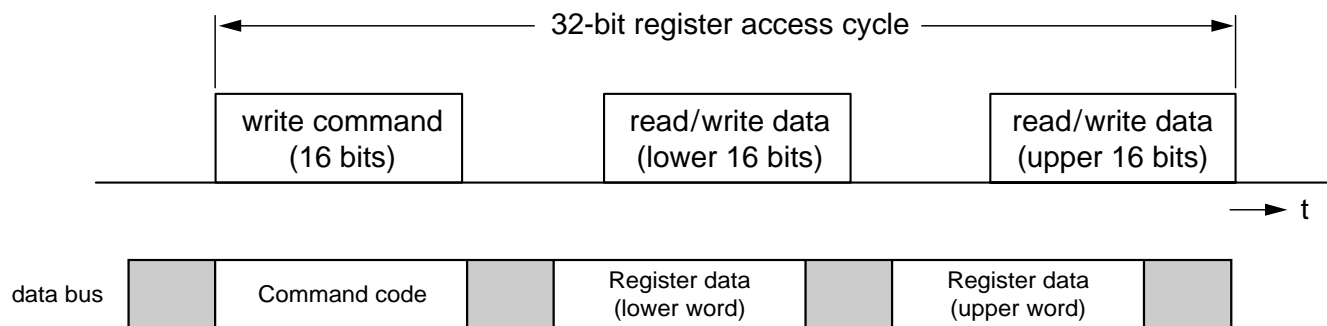 32-bit register access cycle
write command
(16 bits)
read/write data
(lower 16 bits)
read/write data
(upper 16 bits)
t
data bus
Command code
Register data
(lower word)
Register data
(upper word)